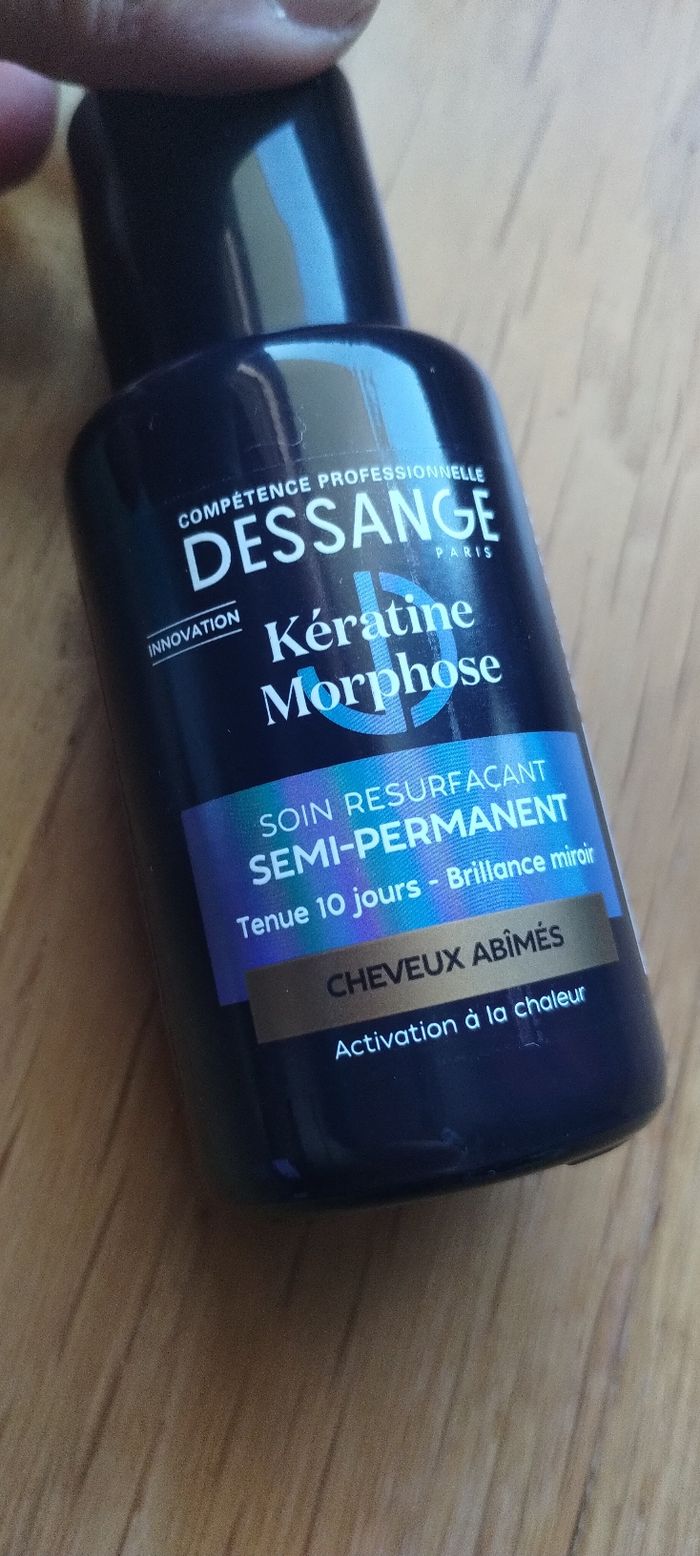 COMPÉTENCE PROFESSIONNELLE
DESSANGE
PARIS
INNOVATION
Kératine
Morphose
SOIN RESURFAÇANT
SEMI-PERMANENT
Tenue 10 jours - Brillance miroir
CHEVEUX ABÎMÉS
Activation à la chaleur